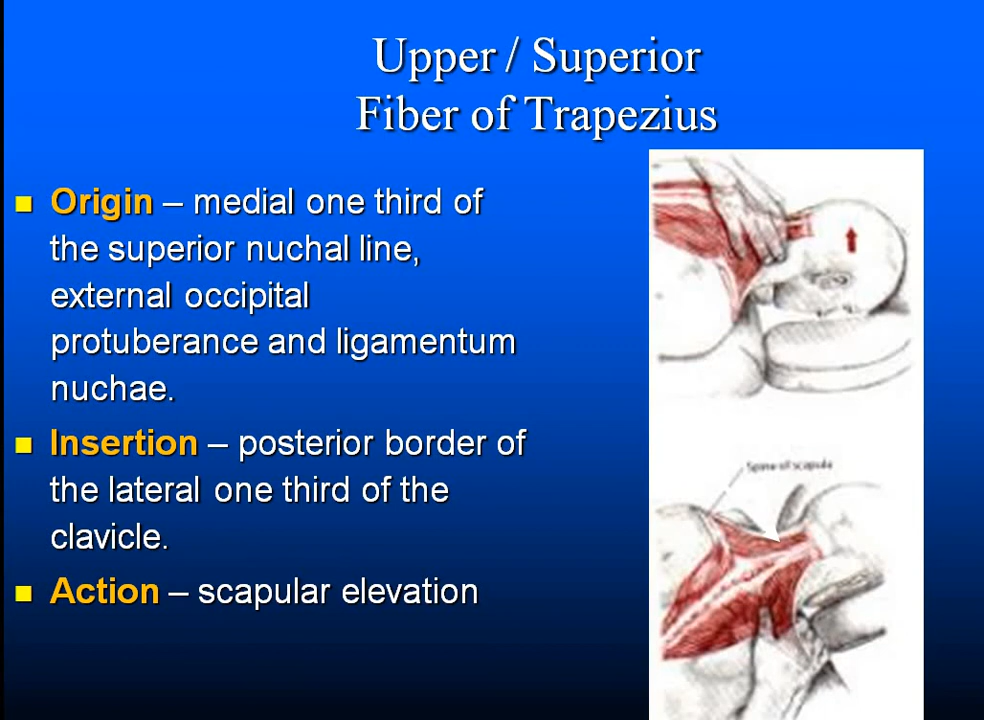 Upper / Superior
Fiber of Trapezius
Origin – medial one third of
the superior nuchal line,
external occipital
protuberance and ligamentum
nuchae.
Insertion – posterior border of
the lateral one third of the
clavicle.
Action – scapular elevation
Spine of scapula